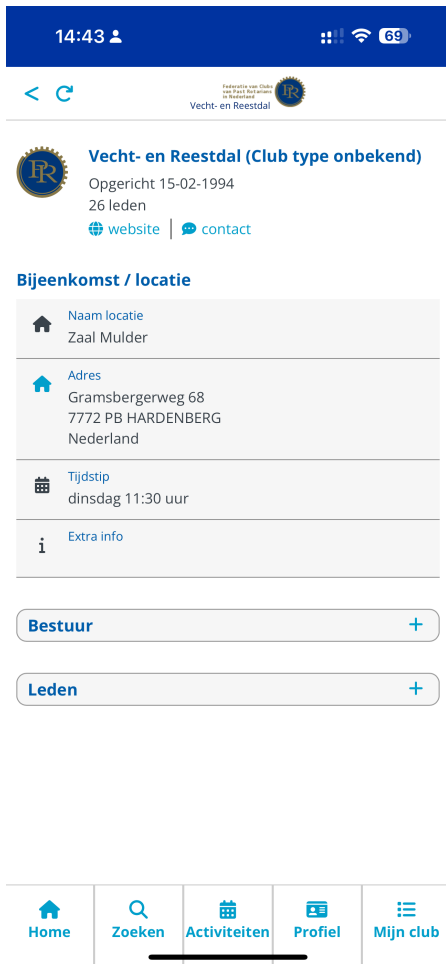 14:43
69
<
Federatie van Clubs
van Past Rotarians
in Nederland
Vecht- en Reestdal
PR
PR
Vecht- en Reestdal (Club type onbekend)
Opgericht 15-02-1994
26 leden
website
contact
Bijeenkomst / locatie
Naam locatie
Zaal Mulder
Adres
Gramsbergerweg 68
7772 PB HARDENBERG
Nederland
Tijdstip
dinsdag 11:30 uur
Extra info
Bestuur +
Leden +
Home Zoeken Activiteiten Profiel Mijn club